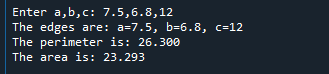 Enter a,b,c: 7.5,6.8,12
The edges are: a=7.5, b=6.8, c=12
The perimeter is: 26.300
The area is: 23.293